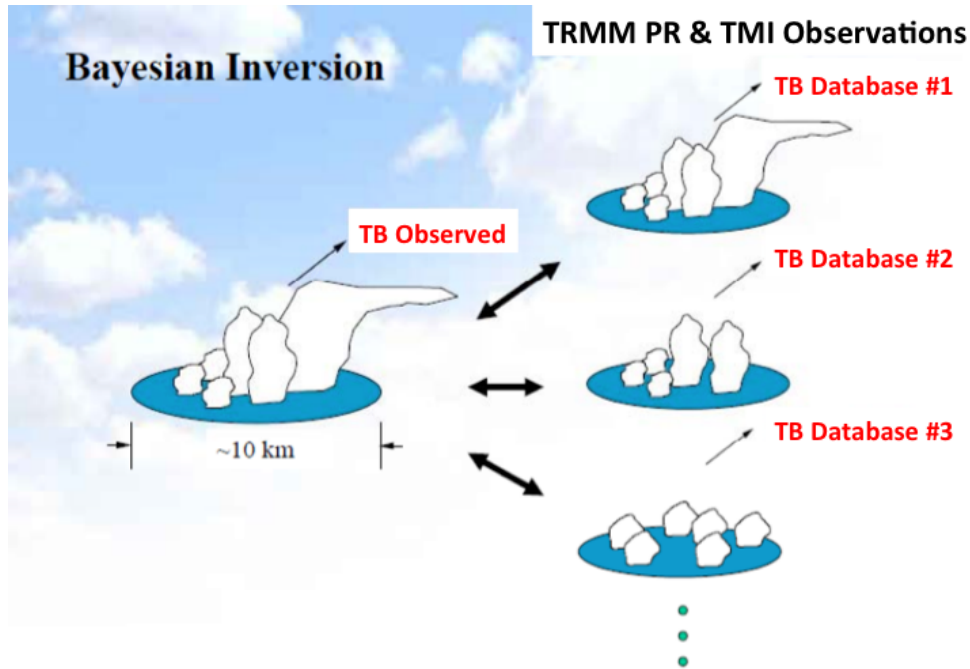 TRMM PR & TMI Observations
Bayesian Inversion
TB Database #1
TB Observed
TB Database #2
TB Database #3
~10 km